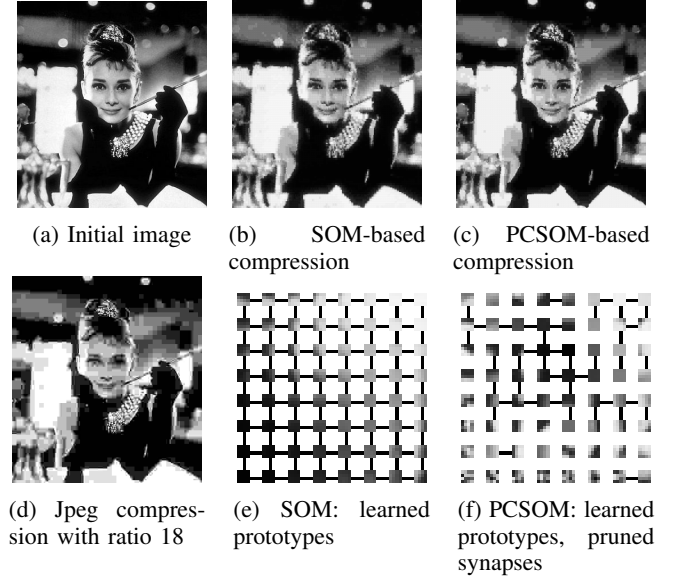 (a) Initial image
(b) SOM-based
compression
(c) PCSOM-based
compression
(d) Jpeg compres-
sion with ratio 18
(e) SOM: learned
prototypes
(f) PCSOM: learned
prototypes, pruned
synapses